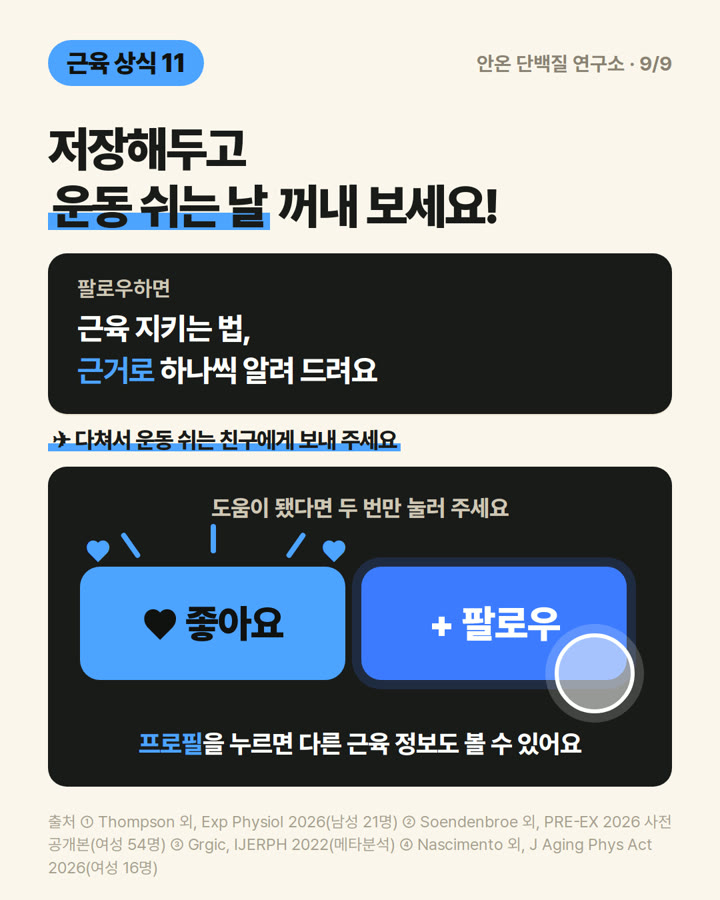 근육 상식 11
안온 단백질 연구소 · 9/9
저장해두고
운동 쉬는 날 꺼내 보세요!
팔로우하면
근육 지키는 법,
근거로 하나씩 알려 드려요
✈ 다쳐서 운동 쉬는 친구에게 보내 주세요
도움이 됐다면 두 번만 눌러 주세요
♥ 좋아요
+ 팔로우
프로필을 누르면 다른 근육 정보도 볼 수 있어요
출처 ① Thompson 외, Exp Physiol 2026(남성 21명) ② Soendenbroe 외, PRE-EX 2026 사전
공개본(여성 54명) ③ Grgic, IJERPH 2022(메타분석) ④ Nascimento 외, J Aging Phys Act
2026(여성 16명)